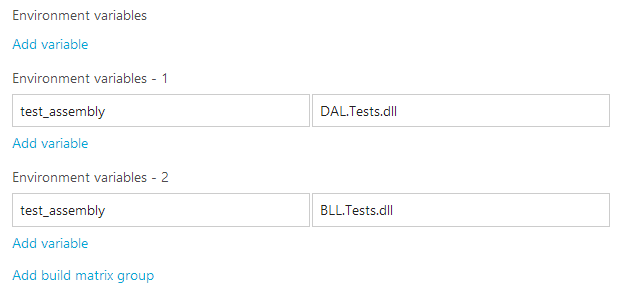 Environment variables
Add variable
Environment variables - 1
test_assembly DAL.Tests.dll
Add variable
Environment variables - 2
test_assembly BLL.Tests.dll
Add variable
Add build matrix group